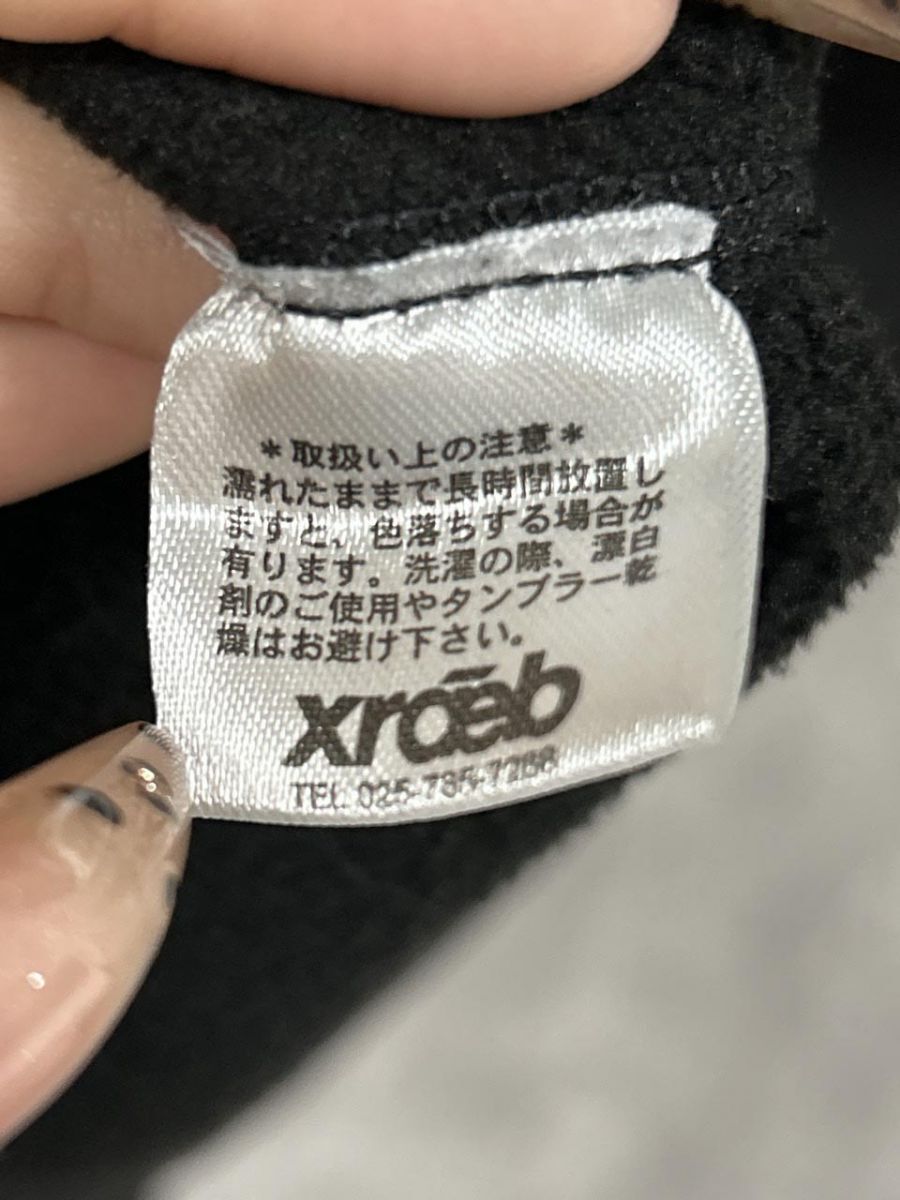 ＊取扱い上の注意＊
濡れたままで長時間放置し
ますと、色落ちする場合が
有ります。洗濯の際、漂白
剤のご使用やタンブラー乾
燥はお避け下さい。
xraeb
TEL 025-785-7288